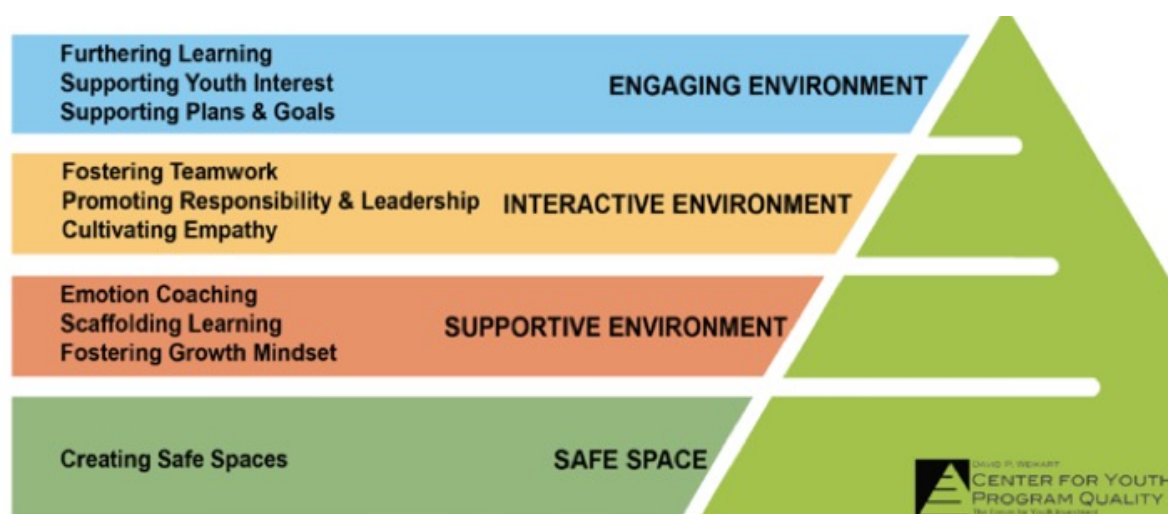 Furthering Learning
Supporting Youth Interest
Supporting Plans & Goals
ENGAGING ENVIRONMENT
Fostering Teamwork
Promoting Responsibility & Leadership
Cultivating Empathy
INTERACTIVE ENVIRONMENT
Emotion Coaching
Scaffolding Learning
Fostering Growth Mindset
SUPPORTIVE ENVIRONMENT
Creating Safe Spaces
SAFE SPACE
DAVID P. WEIKART
CENTER FOR YOUTH
PROGRAM QUALITY